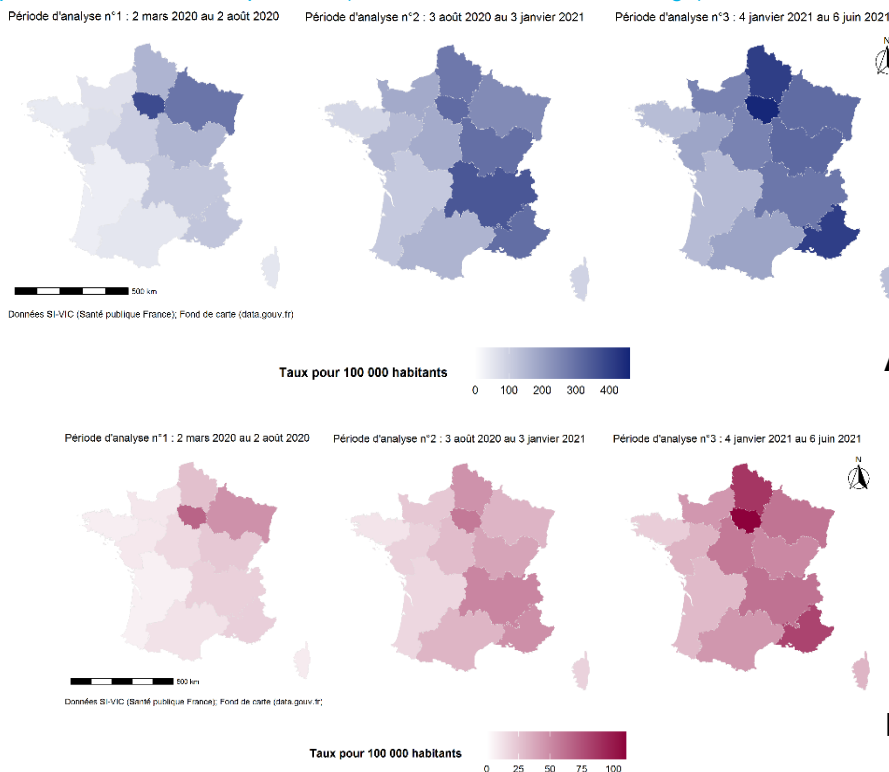 Période d'analyse n°1 : 2 mars 2020 au 2 août 2020
Période d'analyse n°2 : 3 août 2020 au 3 janvier 2021
Période d'analyse n°3 : 4 janvier 2021 au 6 juin 2021
N
500 km
Données SI-VIC (Santé publique France); Fond de carte (data.gouv.fr)
Taux pour 100 000 habitants
0 100 200 300 400
Période d'analyse n°1 : 2 mars 2020 au 2 août 2020
Période d'analyse n°2 : 3 août 2020 au 3 janvier 2021
Période d'analyse n°3 : 4 janvier 2021 au 6 juin 2021
N
500 km
Données SI-VIC (Santé publique France); Fond de carte (data.gouv.fr)
Taux pour 100 000 habitants
0 25 50 75 100